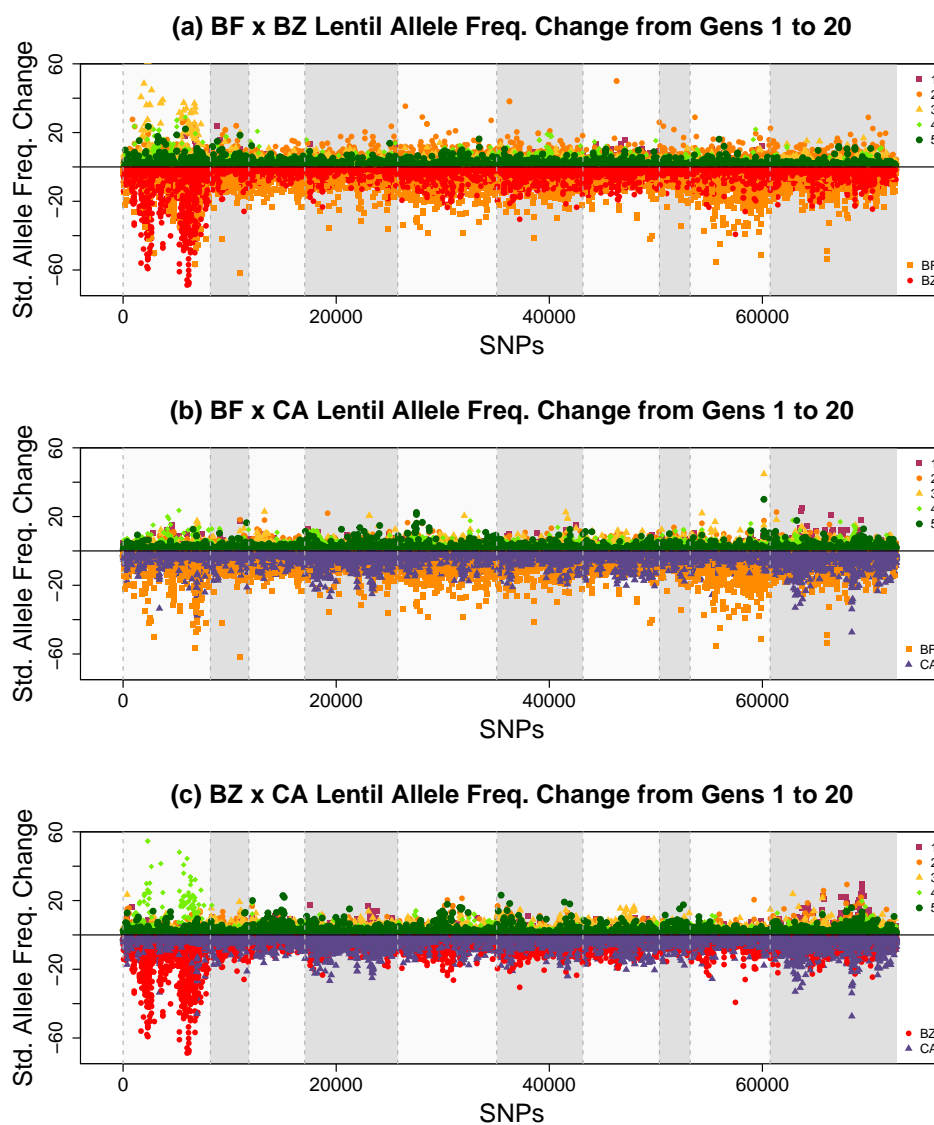 (a) BF x BZ Lentil Allele Freq. Change from Gens 1 to 20
Std. Allele Freq. Change
60
20
−20
−60
1
2
3
4
5
BF
BZ
0 20000 40000 60000
SNPs
(b) BF x CA Lentil Allele Freq. Change from Gens 1 to 20
Std. Allele Freq. Change
60
20
−20
−60
1
2
3
4
5
BF
CA
0 20000 40000 60000
SNPs
(c) BZ x CA Lentil Allele Freq. Change from Gens 1 to 20
Std. Allele Freq. Change
60
20
−20
−60
1
2
3
4
5
BZ
CA
0 20000 40000 60000
SNPs